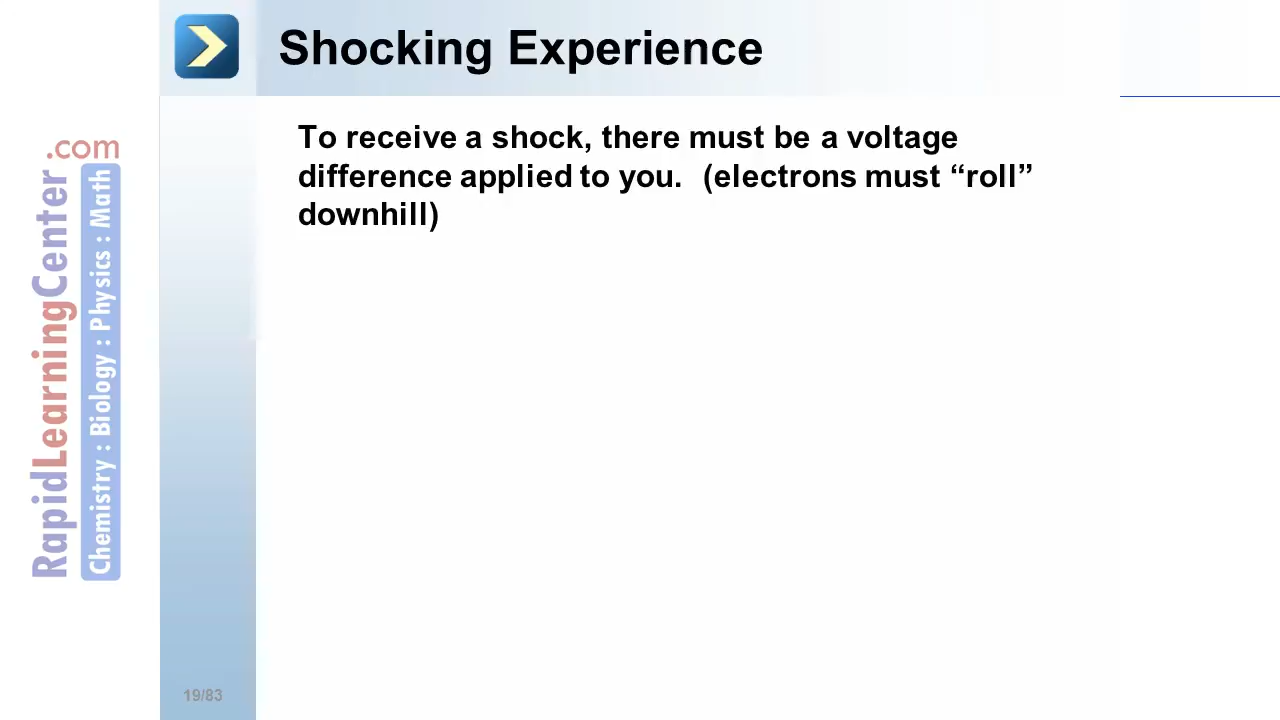 Shocking Experience
To receive a shock, there must be a voltage
difference applied to you. (electrons must “roll”
downhill)
RapidLearningCenter
.com
Chemistry : Biology : Physics : Math
19/83